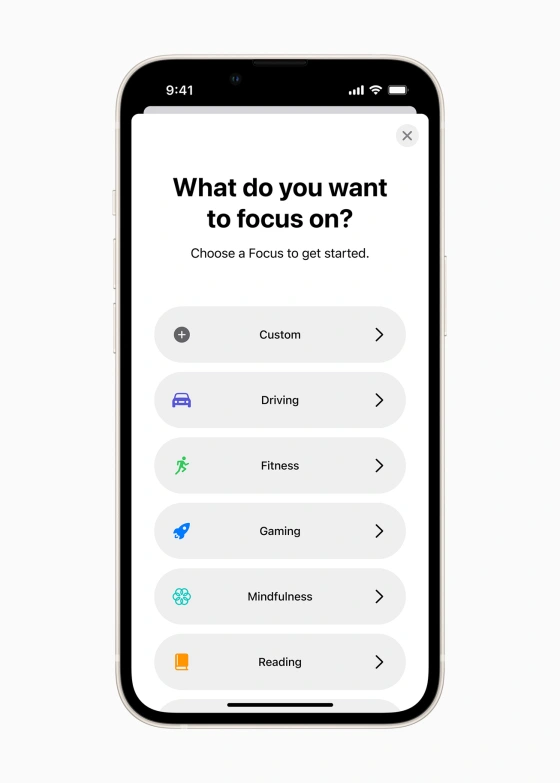 9:41
What do you want
to focus on?
Choose a Focus to get started.
Custom
Driving
Fitness
Gaming
Mindfulness
Reading